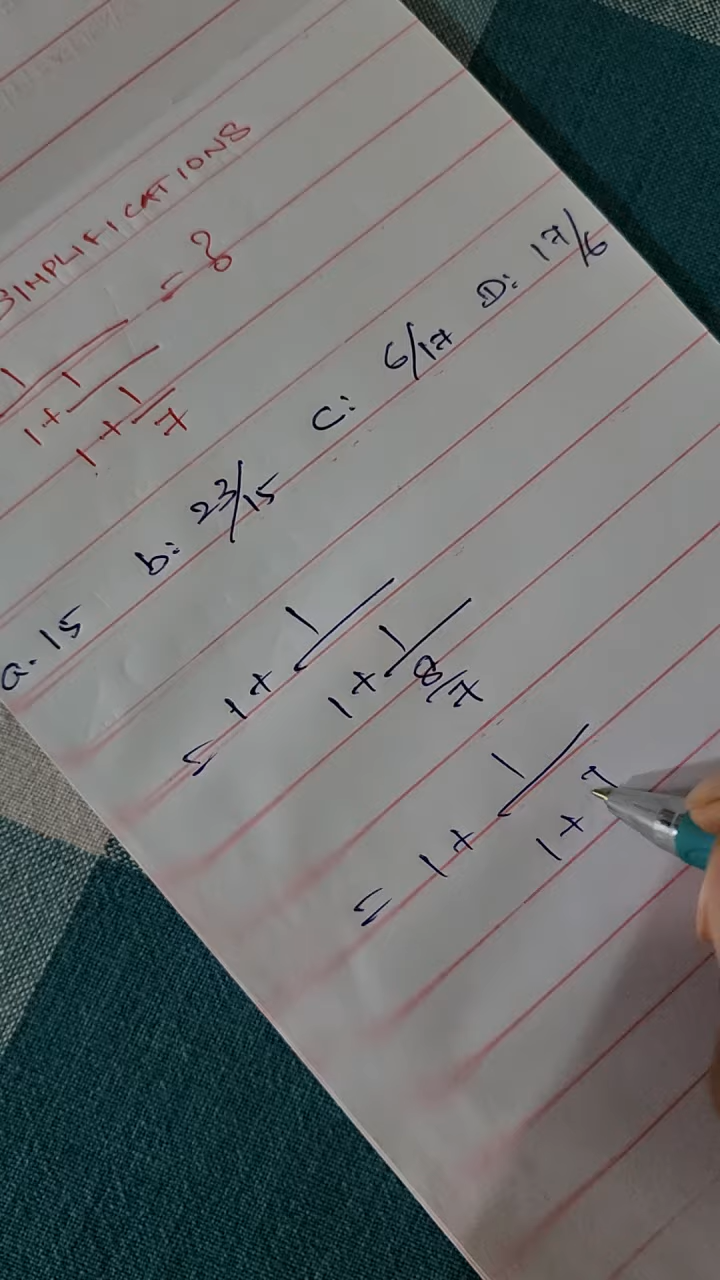 SIMPLIFICATIONS
1 = ?
1 + 1
1 + 1
7
a. 15 b: 23/15 C: 6/17 D: 17/6
= 1 + 1
1 + 1
8/7
= 1 + 1
1 + 7